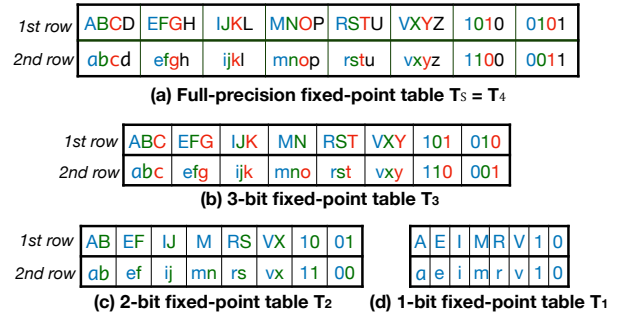 1st row ABCD EFGH IJKL MNOP RSTU VXYZ 1010 0101
2nd row abcd efgh ijkl mnop rstu vxyz 1100 0011
(a) Full-precision fixed-point table Ts = T4
1st row ABC EFG IJK MN RST VXY 101 010
2nd row abc efg ijk mno rst vxy 110 001
(b) 3-bit fixed-point table T3
1st row AB EF IJ M RS VX 10 01 A E I M R V 1 0
2nd row ab ef ij mn rs vx 11 00 a e i m r v 1 0
(c) 2-bit fixed-point table T2 (d) 1-bit fixed-point table T1